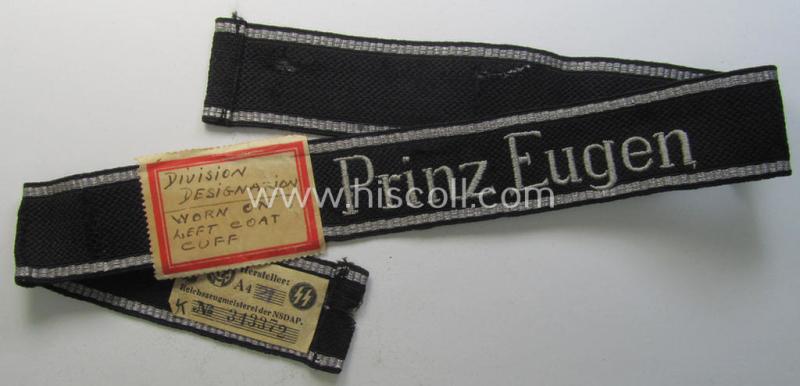 Prinz Eugen
DIVISION
DESIGNATION
WORN ON
LEFT COAT
CUFF
www.hiscoll.com
Hersteller:
A4
Reichszeugmeisterei der NSDAP.
№ 343379